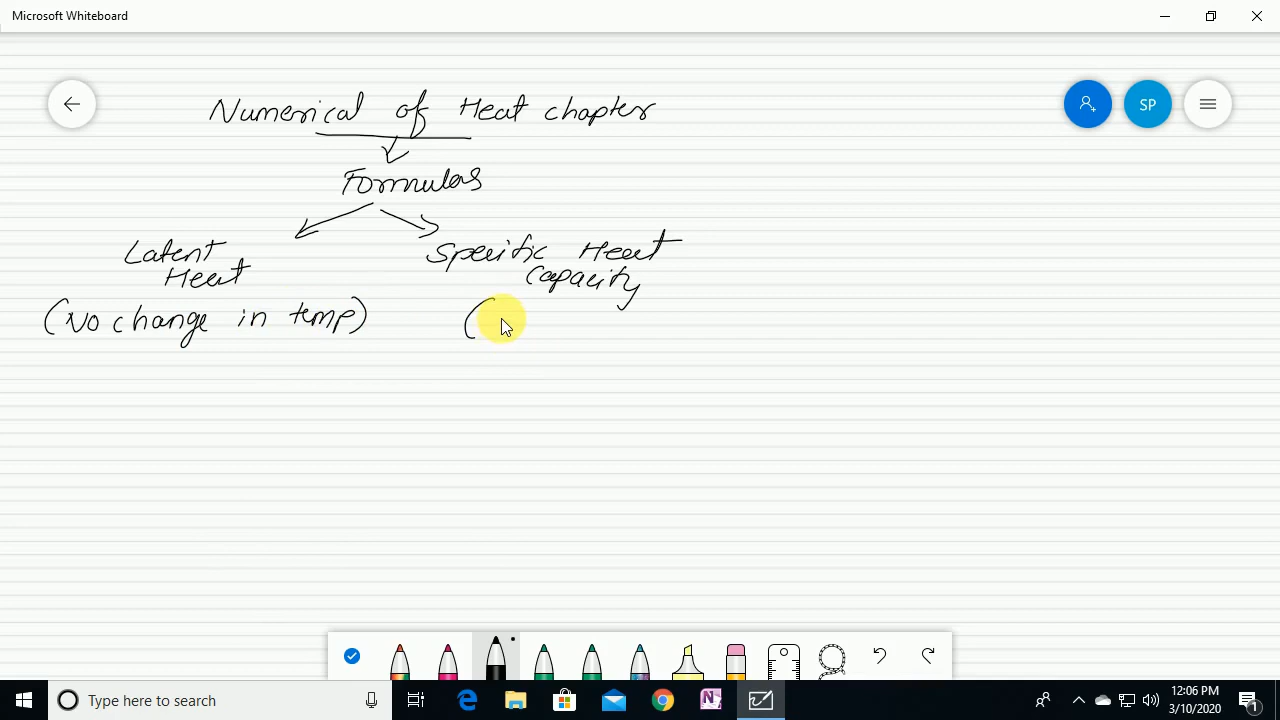 Microsoft Whiteboard
SP
Numerical of Heat chapter
Formulas
Latent Heat
Specific Heat Capacity
(No change in temp)
(
Type here to search
12:06 PM
3/10/2020
1